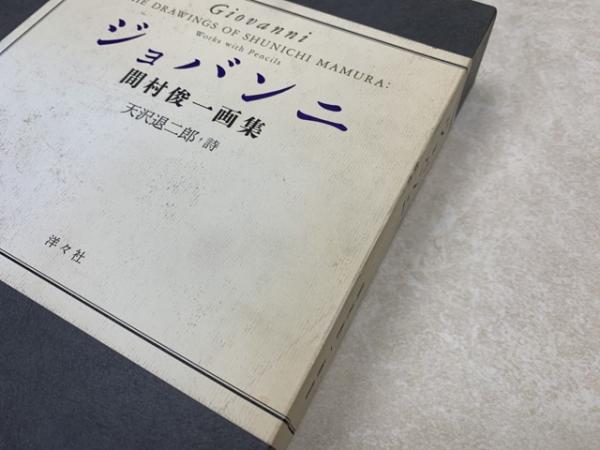 Giovanni
THE DRAWINGS OF SHUNICHI MAMURA:
Works with Pencils
ジョバンニ
間村俊一画集
天沢退二郎・詩
洋々社